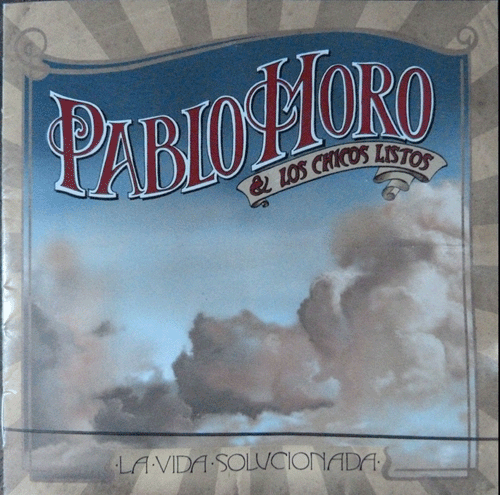 PABLO MORO
& LOS CHICOS LISTOS
·LA·VIDA·SOLUCIONADA·